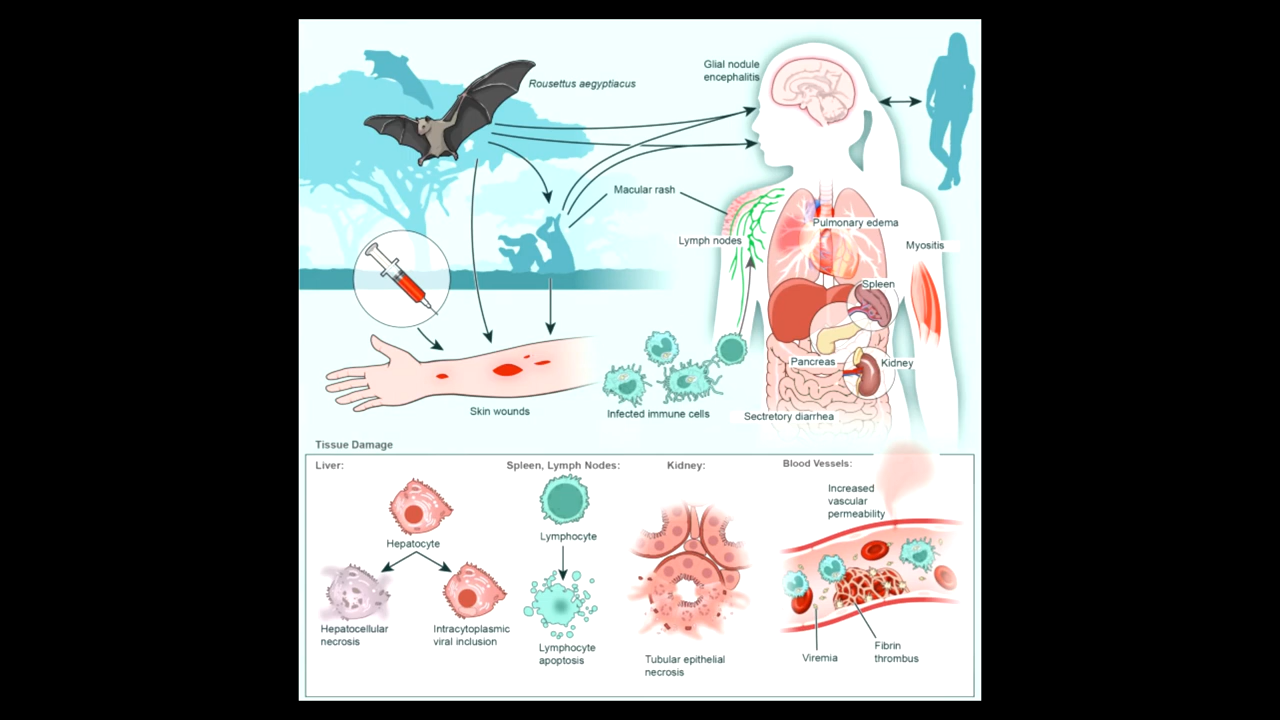 Rousettus aegyptiacus
Glial nodule
encephalitis
Macular rash
Lymph nodes
Pulmonary edema
Myositis
Spleen
Pancreas
Kidney
Skin wounds
Infected immune cells
Sectretory diarrhea
Tissue Damage
Liver:
Spleen, Lymph Nodes:
Kidney:
Blood Vessels:
Increased
vascular
permeability
Hepatocyte
Lymphocyte
Hepatocellular
necrosis
Intracytoplasmic
viral inclusion
Lymphocyte
apoptosis
Tubular epithelial
necrosis
Viremia
Fibrin
thrombus